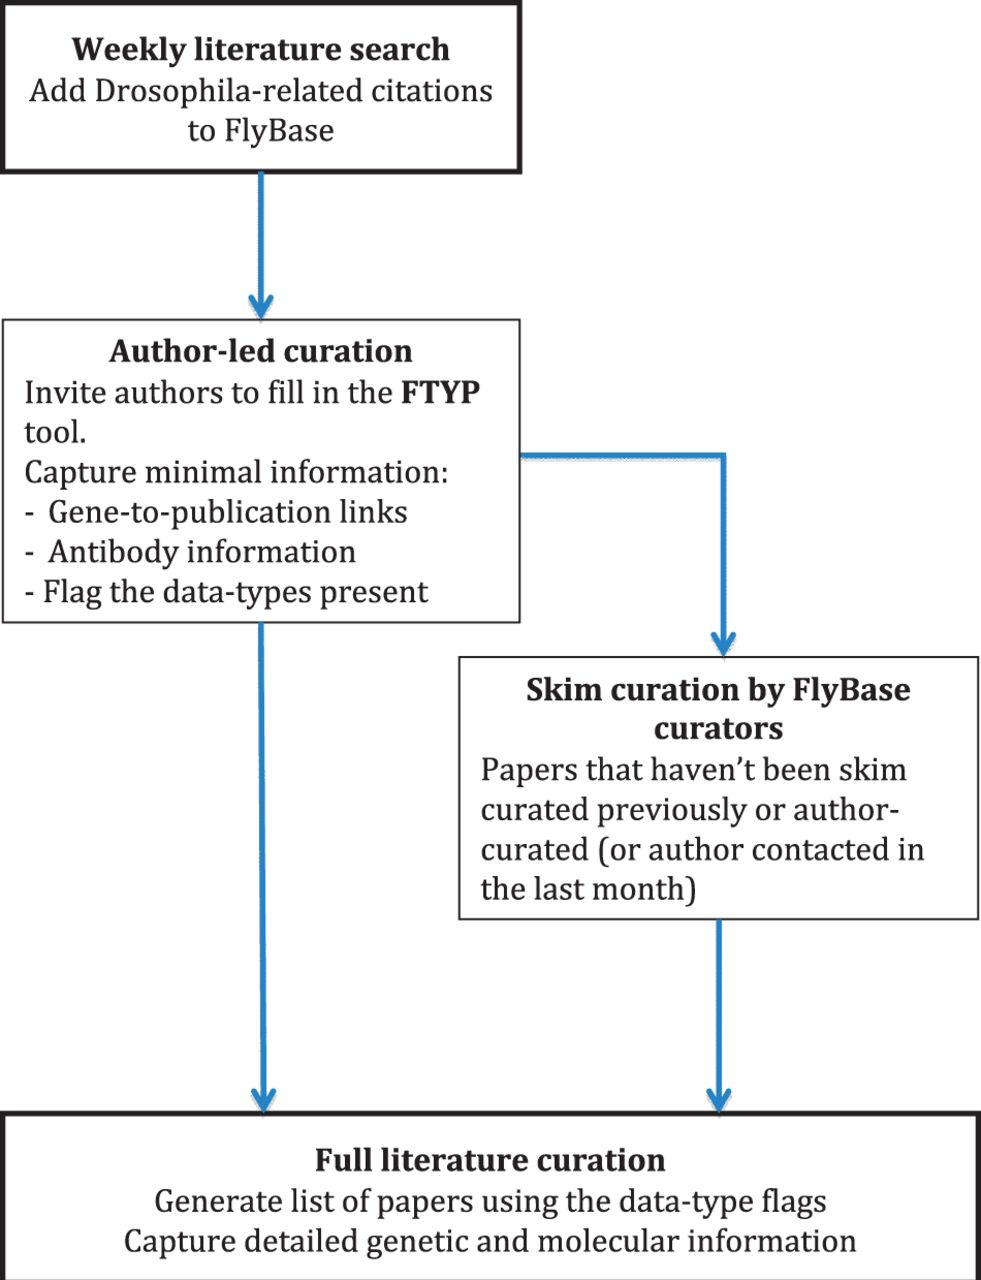 Weekly literature search
Add Drosophila-related citations
to FlyBase
Author-led curation
Invite authors to fill in the FTYP
tool.
Capture minimal information:
- Gene-to-publication links
- Antibody information
- Flag the data-types present
Skim curation by FlyBase
curators
Papers that haven’t been skim
curated previously or author-
curated (or author contacted in
the last month)
Full literature curation
Generate list of papers using the data-type flags
Capture detailed genetic and molecular information